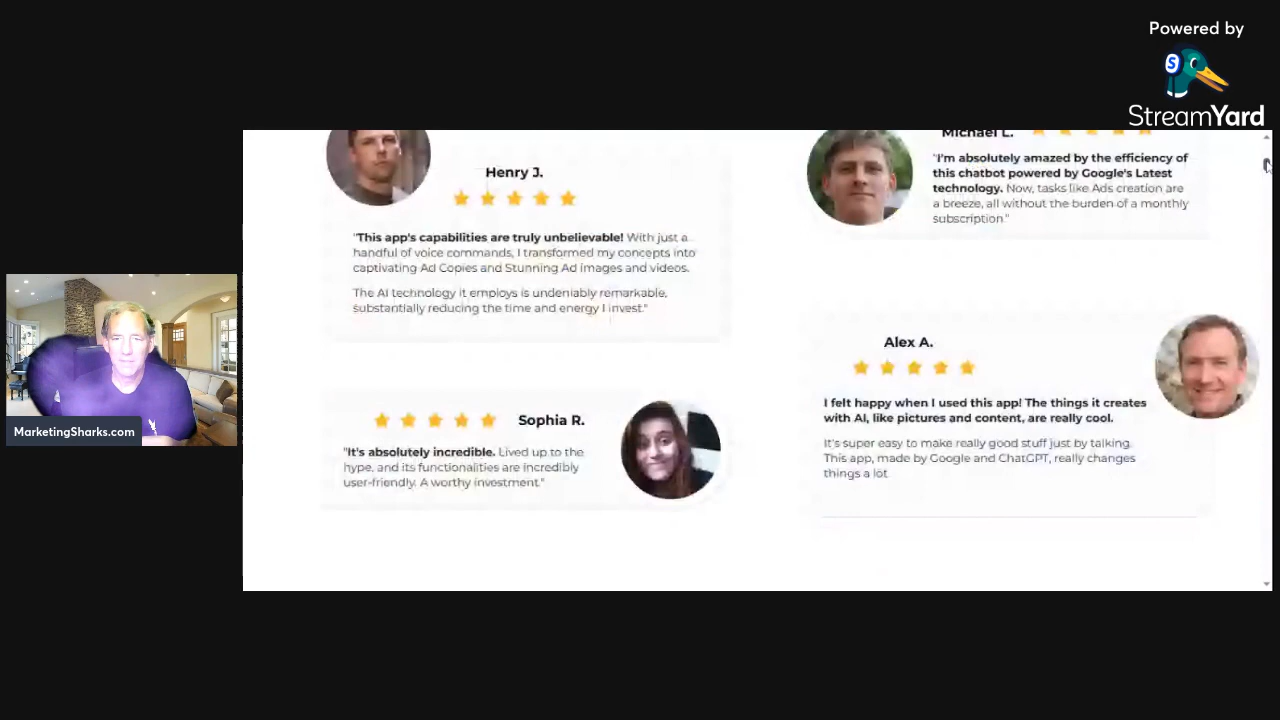 Powered by
StreamYard
Henry J.
"This app's capabilities are truly unbelievable! With just a
handful of voice commands, I transformed my concepts into
captivating Ad Copies and Stunning Ad images and videos.
The AI technology it employs is undeniably remarkable,
substantially reducing the time and energy I invest."
Michael L.
"I'm absolutely amazed by the efficiency of
this chatbot powered by Google's Latest
technology. Now, tasks like Ads creation are
a breeze, all without the burden of a monthly
subscription."
Sophia R.
"It's absolutely incredible. Lived up to the
hype, and its functionalities are incredibly
user-friendly. A worthy investment."
Alex A.
I felt happy when I used this app! The things it creates
with AI, like pictures and content, are really cool.
It's super easy to make really good stuff just by talking.
This app, made by Google and ChatGPT, really changes
things a lot
MarketingSharks.com